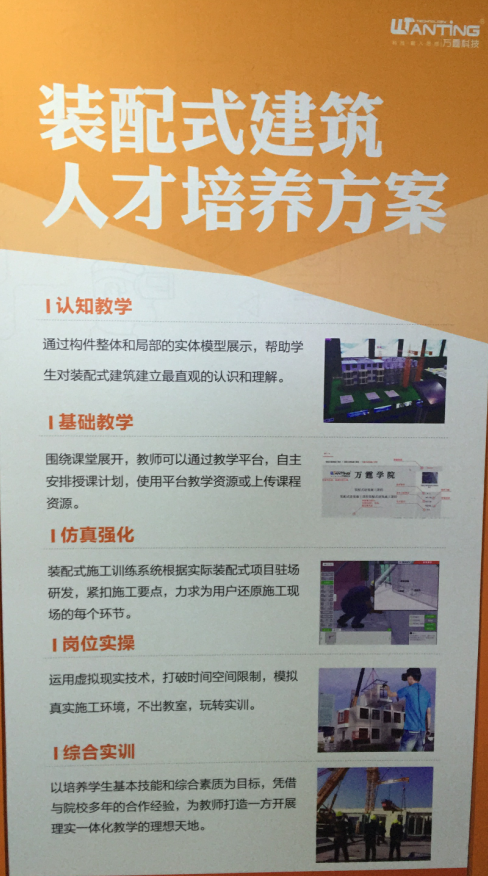 WANTING
万霆科技
装配式建筑
人才培养方案
认知教学
通过构件整体和局部的实体模型展示，帮助学
生对装配式建筑建立最直观的认识和理解。
基础教学
围绕课堂展开，教师可以通过教学平台，自主
安排授课计划，使用平台教学资源或上传课程
资源。
万霆学院
仿真强化
装配式施工训练系统根据实际装配式项目驻场
研发，紧扣施工要点，力求为用户还原施工现
场的每个环节。
岗位实操
运用虚拟现实技术，打破时间空间限制，模拟
真实施工环境，不出教室，玩转实训。
综合实训
以培养学生基本技能和综合素质为目标，凭借
与院校多年的合作经验，为教师打造一方开展
理实一体化教学的理想天地。